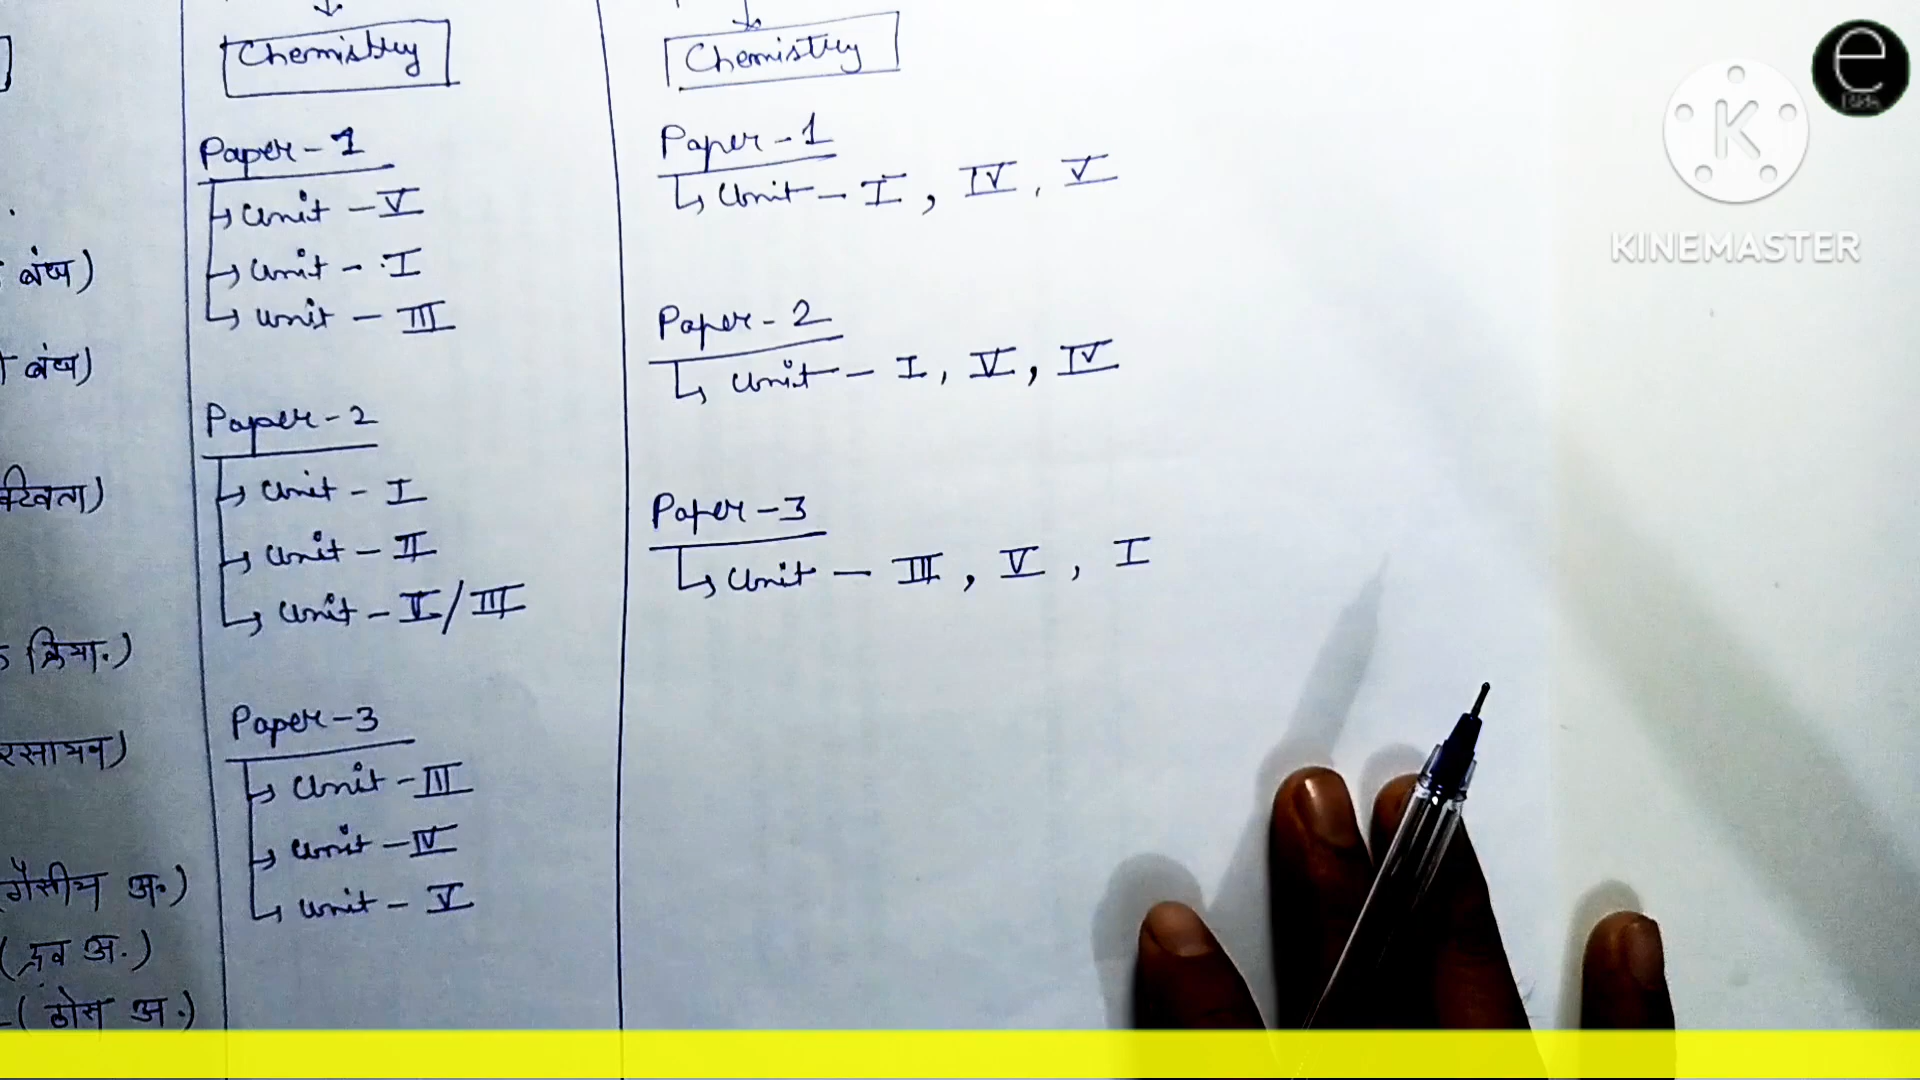 बंध)
बंध)
क्रिया.)
रसायन)
गैसीय अ.)
(द्रव अ.)
-(ठोस अ.)
Chemistry
Paper-1
Unit - V
Unit - I
Unit - III
Paper-2
Unit - I
Unit - II
Unit - V/III
Paper-3
Unit - III
Unit - IV
Unit - V
Chemistry
Paper-1
Unit - I, IV, V
Paper-2
Unit - I, V, IV
Paper-3
Unit - III, V, I
K
KINEMASTER
e